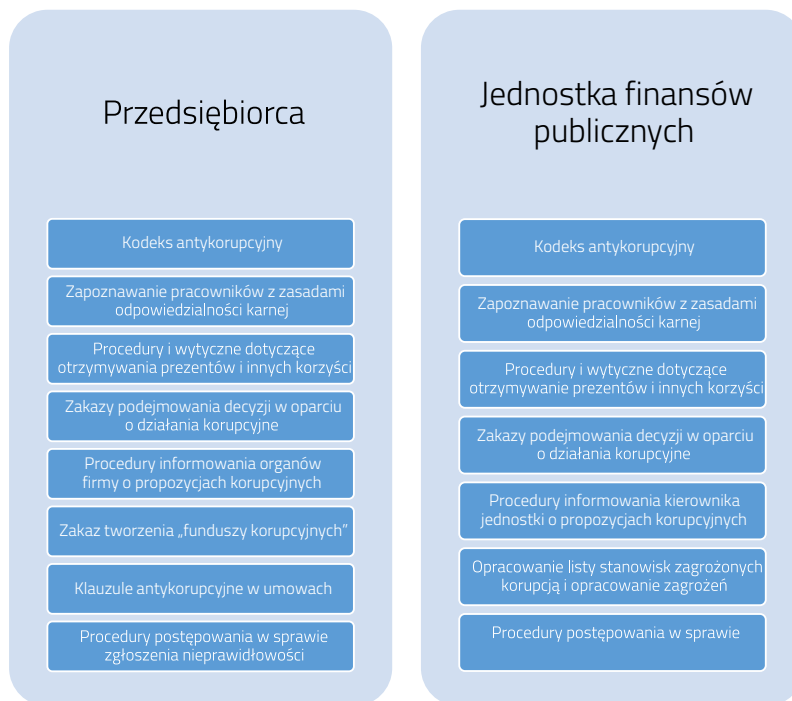 Przedsiębiorca
Kodeks antykorupcyjny
Zapoznawanie pracowników z zasadami
odpowiedzialności karnej
Procedury i wytyczne dotyczące
otrzymywania prezentów i innych korzyści
Zakazy podejmowania decyzji w oparciu
o działania korupcyjne
Procedury informowania organów
firmy o propozycjach korupcyjnych
Zakaz tworzenia „funduszy korupcyjnych”
Klauzule antykorupcyjne w umowach
Procedury postępowania w sprawie
zgłoszenia nieprawidłowości
Jednostka finansów
publicznych
Kodeks antykorupcyjny
Zapoznawanie pracowników z zasadami
odpowiedzialności karnej
Procedury i wytyczne dotyczące
otrzymywanie prezentów i innych korzyści
Zakazy podejmowania decyzji w oparciu
o działania korupcyjne
Procedury informowania kierownika
jednostki o propozycjach korupcyjnych
Opracowanie listy stanowisk zagrożonych
korupcją i opracowanie zagrożeń
Procedury postępowania w sprawie